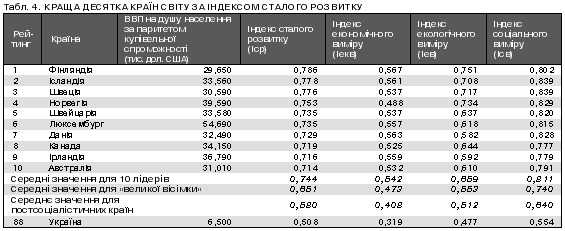 Табл. 4. КРАЩА ДЕСЯТКА КРАЇН СВІТУ ЗА ІНДЕКСОМ СТАЛОГО РОЗВИТКУ
Рей-
тинг
Країна
ВВП на душу населення
за паритетом
купівельної
спроможності
(тис. дол. США)
Індекс сталого
розвитку
(Іср)
Індекс
економічного
виміру
(Іекв)
Індекс
екологічного
виміру
(Іев)
Індекс
соціального
виміру
(Ісв)
1 Фінляндія 29,650 0,786 0,567 0,751 0,802
2 Ісландія 33,560 0,778 0,561 0,708 0,839
3 Швеція 30,590 0,776 0,537 0,717 0,839
4 Норвегія 39,590 0,753 0,488 0,734 0,829
5 Швейцарія 33,580 0,735 0,537 0,637 0,820
6 Люксембург 54,690 0,735 0,557 0,618 0,815
7 Данія 32,490 0,729 0,563 0,582 0,828
8 Канада 34,150 0,719 0,525 0,644 0,777
9 Ірландія 36,790 0,716 0,559 0,592 0,779
10 Австралія 31,010 0,714 0,532 0,610 0,791
Середні значення для 10 лідерів 0,744 0,542 0,659 0,811
Середні значення для «великої вісімки» 0,651 0,473 0,553 0,740
Середнє значення для
постсоціалістичних країн 0,580 0,408 0,512 0,640
88 Україна 6,500 0,508 0,319 0,477 0,554